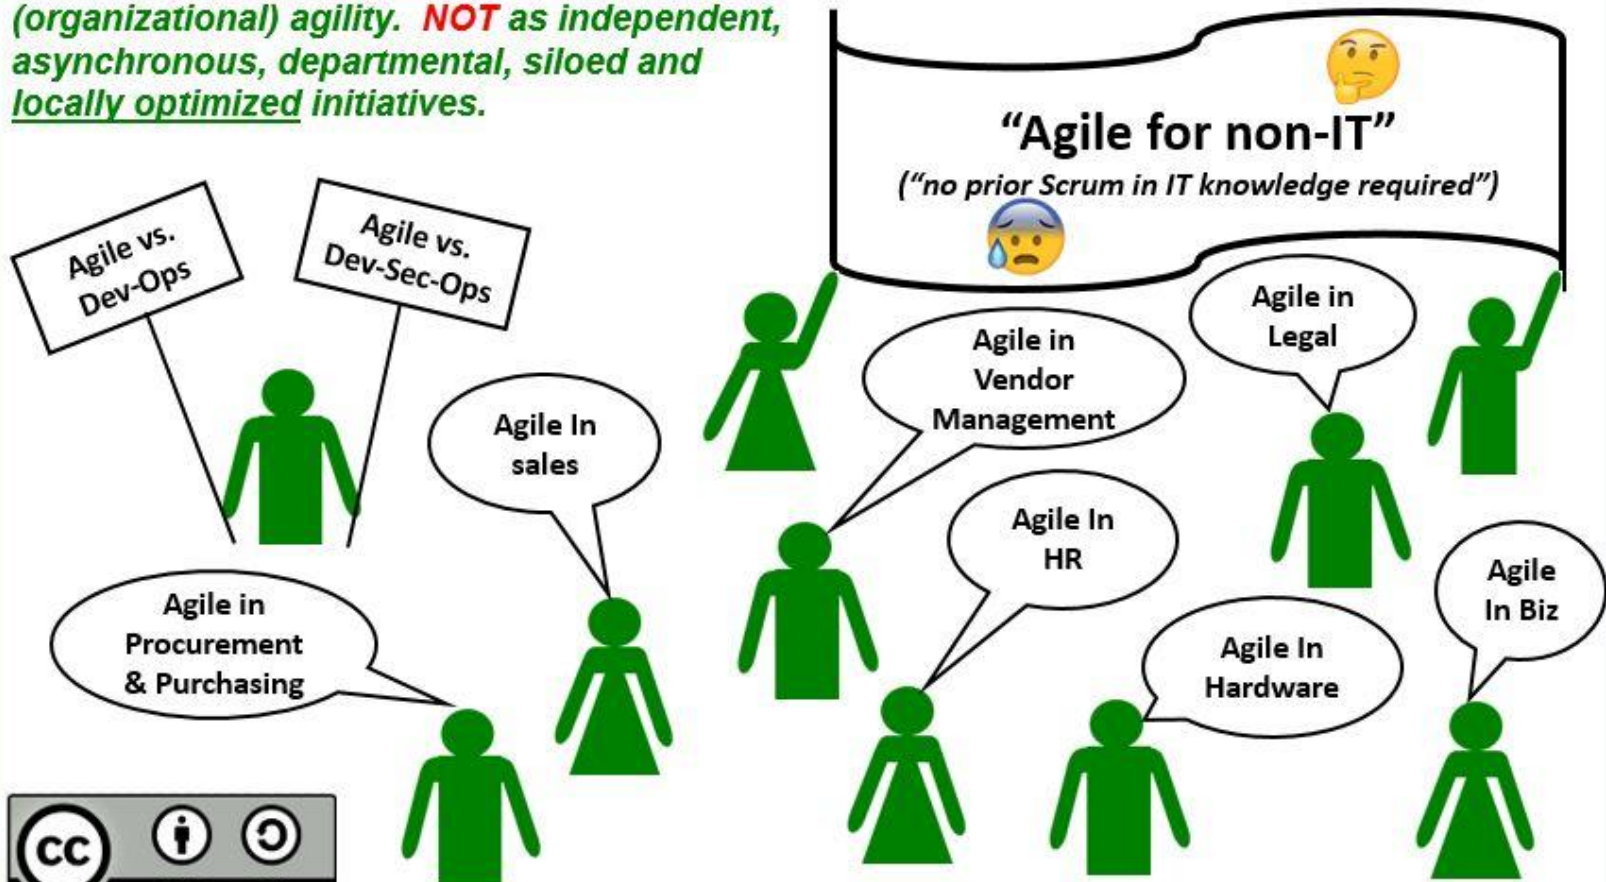 (organizational) agility. NOT as independent,
asynchronous, departmental, siloed and
locally optimized initiatives.
“Agile for non-IT”
(“no prior Scrum in IT knowledge required”)
Agile vs.
Dev-Ops
Agile vs.
Dev-Sec-Ops
Agile in
Legal
Agile in
Vendor
Management
Agile In
sales
Agile In
HR
Agile
In Biz
Agile in
Procurement
& Purchasing
Agile In
Hardware
cc